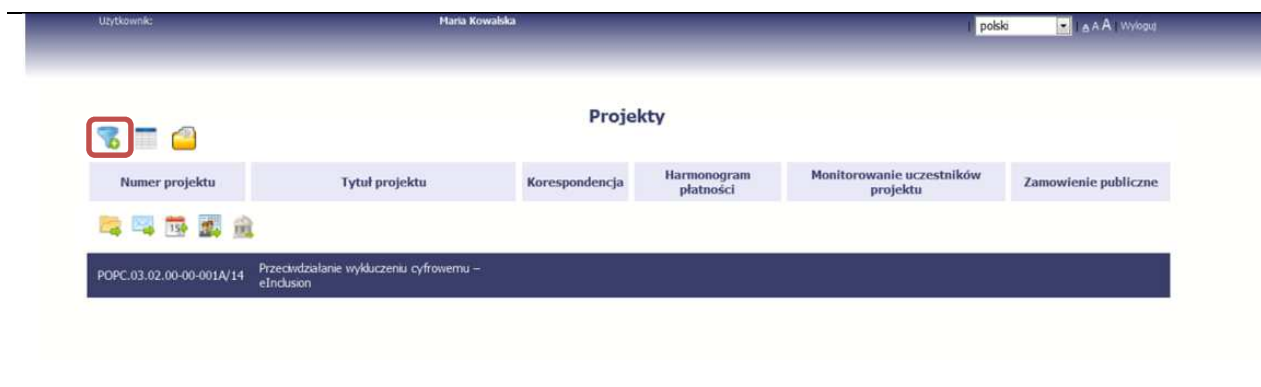 Użytkownik: Maria Kowalska | polski | A A A | Wyloguj
Projekty
Numer projektu Tytuł projektu Korespondencja Harmonogram płatności Monitorowanie uczestników projektu Zamowienie publiczne
15
POPC.03.02.00-00-001A/14 Przeciwdziałanie wykluczeniu cyfrowemu –
eInclusion